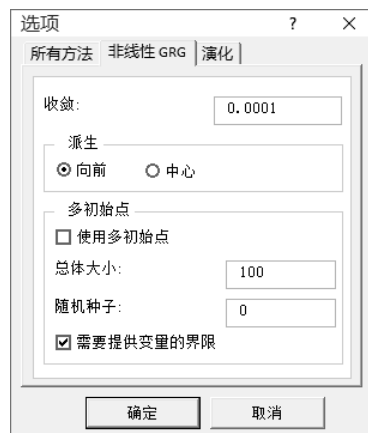 选项 ? ×
所有方法 非线性 GRG 演化
收敛: 0.0001
派生
向前 中心
多初始点
使用多初始点
总体大小: 100
随机种子: 0
需要提供变量的界限
确定 取消